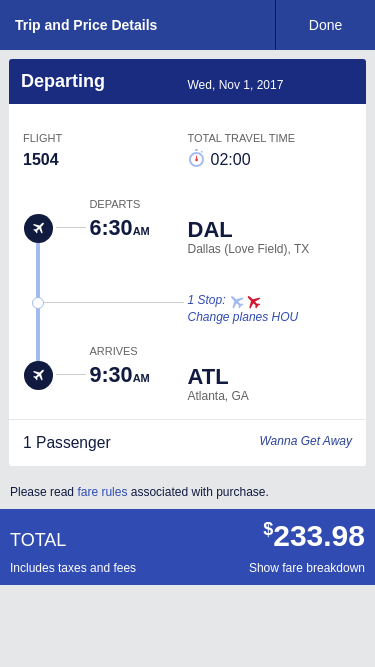 Trip and Price Details
Done
Departing
Wed, Nov 1, 2017
FLIGHT
TOTAL TRAVEL TIME
1504
02:00
DEPARTS
6:30AM
DAL
Dallas (Love Field), TX
1 Stop:
Change planes HOU
ARRIVES
9:30AM
ATL
Atlanta, GA
1 Passenger
Wanna Get Away
Please read fare rules associated with purchase.
TOTAL
$233.98
Includes taxes and fees
Show fare breakdown